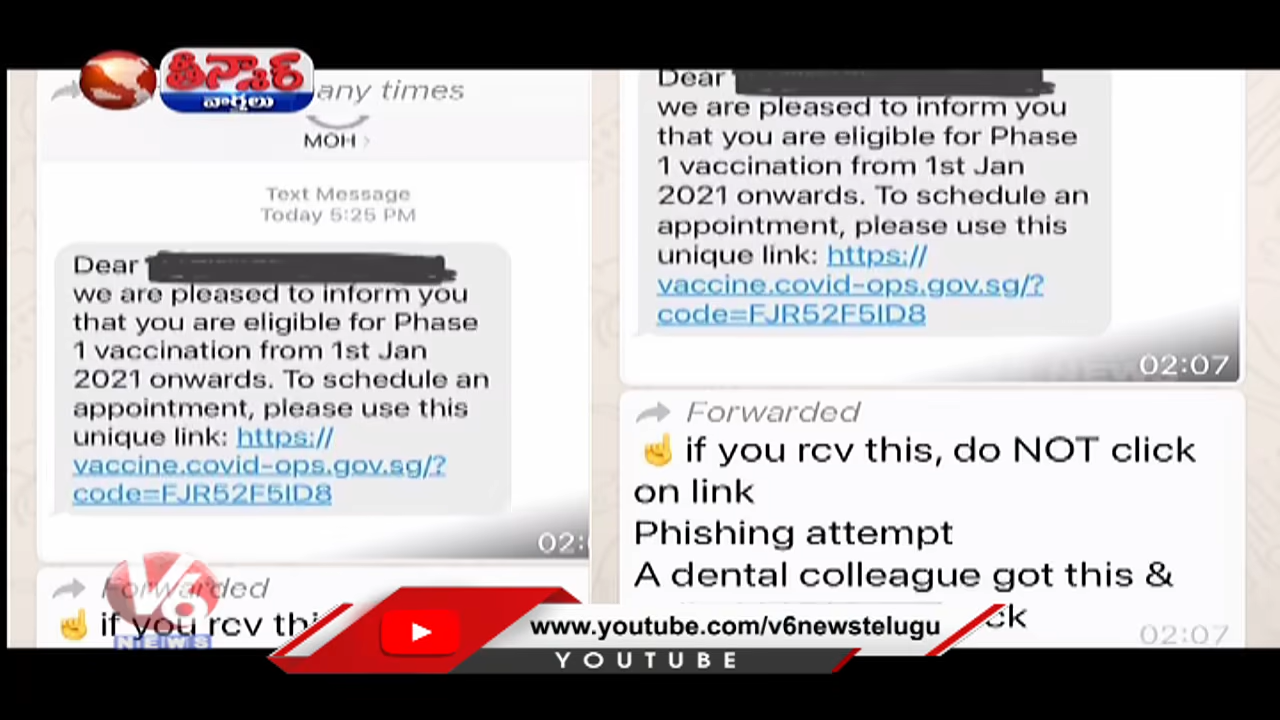 తీన్మార్
వార్తలు
any times
MOH
Text Message
Today 5:25 PM
Dear
we are pleased to inform you
that you are eligible for Phase
1 vaccination from 1st Jan
2021 onwards. To schedule an
appointment, please use this
unique link: https://
vaccine.covid-ops.gov.sg/?
code=FJR52F5ID8
02:
Forwarded
☝ if you rcv thi
Dear
we are pleased to inform you
that you are eligible for Phase
1 vaccination from 1st Jan
2021 onwards. To schedule an
appointment, please use this
unique link: https://
vaccine.covid-ops.gov.sg/?
code=FJR52F5ID8
02:07
Forwarded
☝ if you rcv this, do NOT click
on link
Phishing attempt
A dental colleague got this &
ck
02:07
V6
NEWS
www.youtube.com/v6newstelugu
YOUTUBE